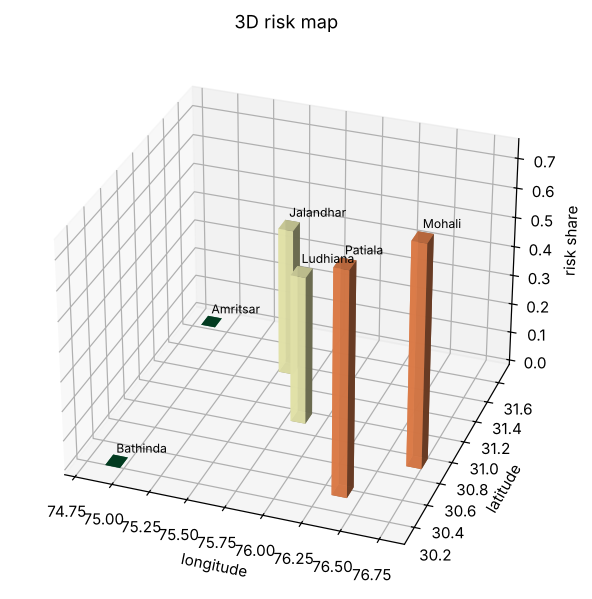 3D risk map
Jalandhar
Mohali
Patiala
Ludhiana
Amritsar
Bathinda
0.7
0.6
0.5
0.4
0.3
0.2
0.1
0.0
risk share
31.6
31.4
31.2
31.0
30.8
30.6
30.4
30.2
latitude
74.75
75.00
75.25
75.50
75.75
76.00
76.25
76.50
76.75
longitude